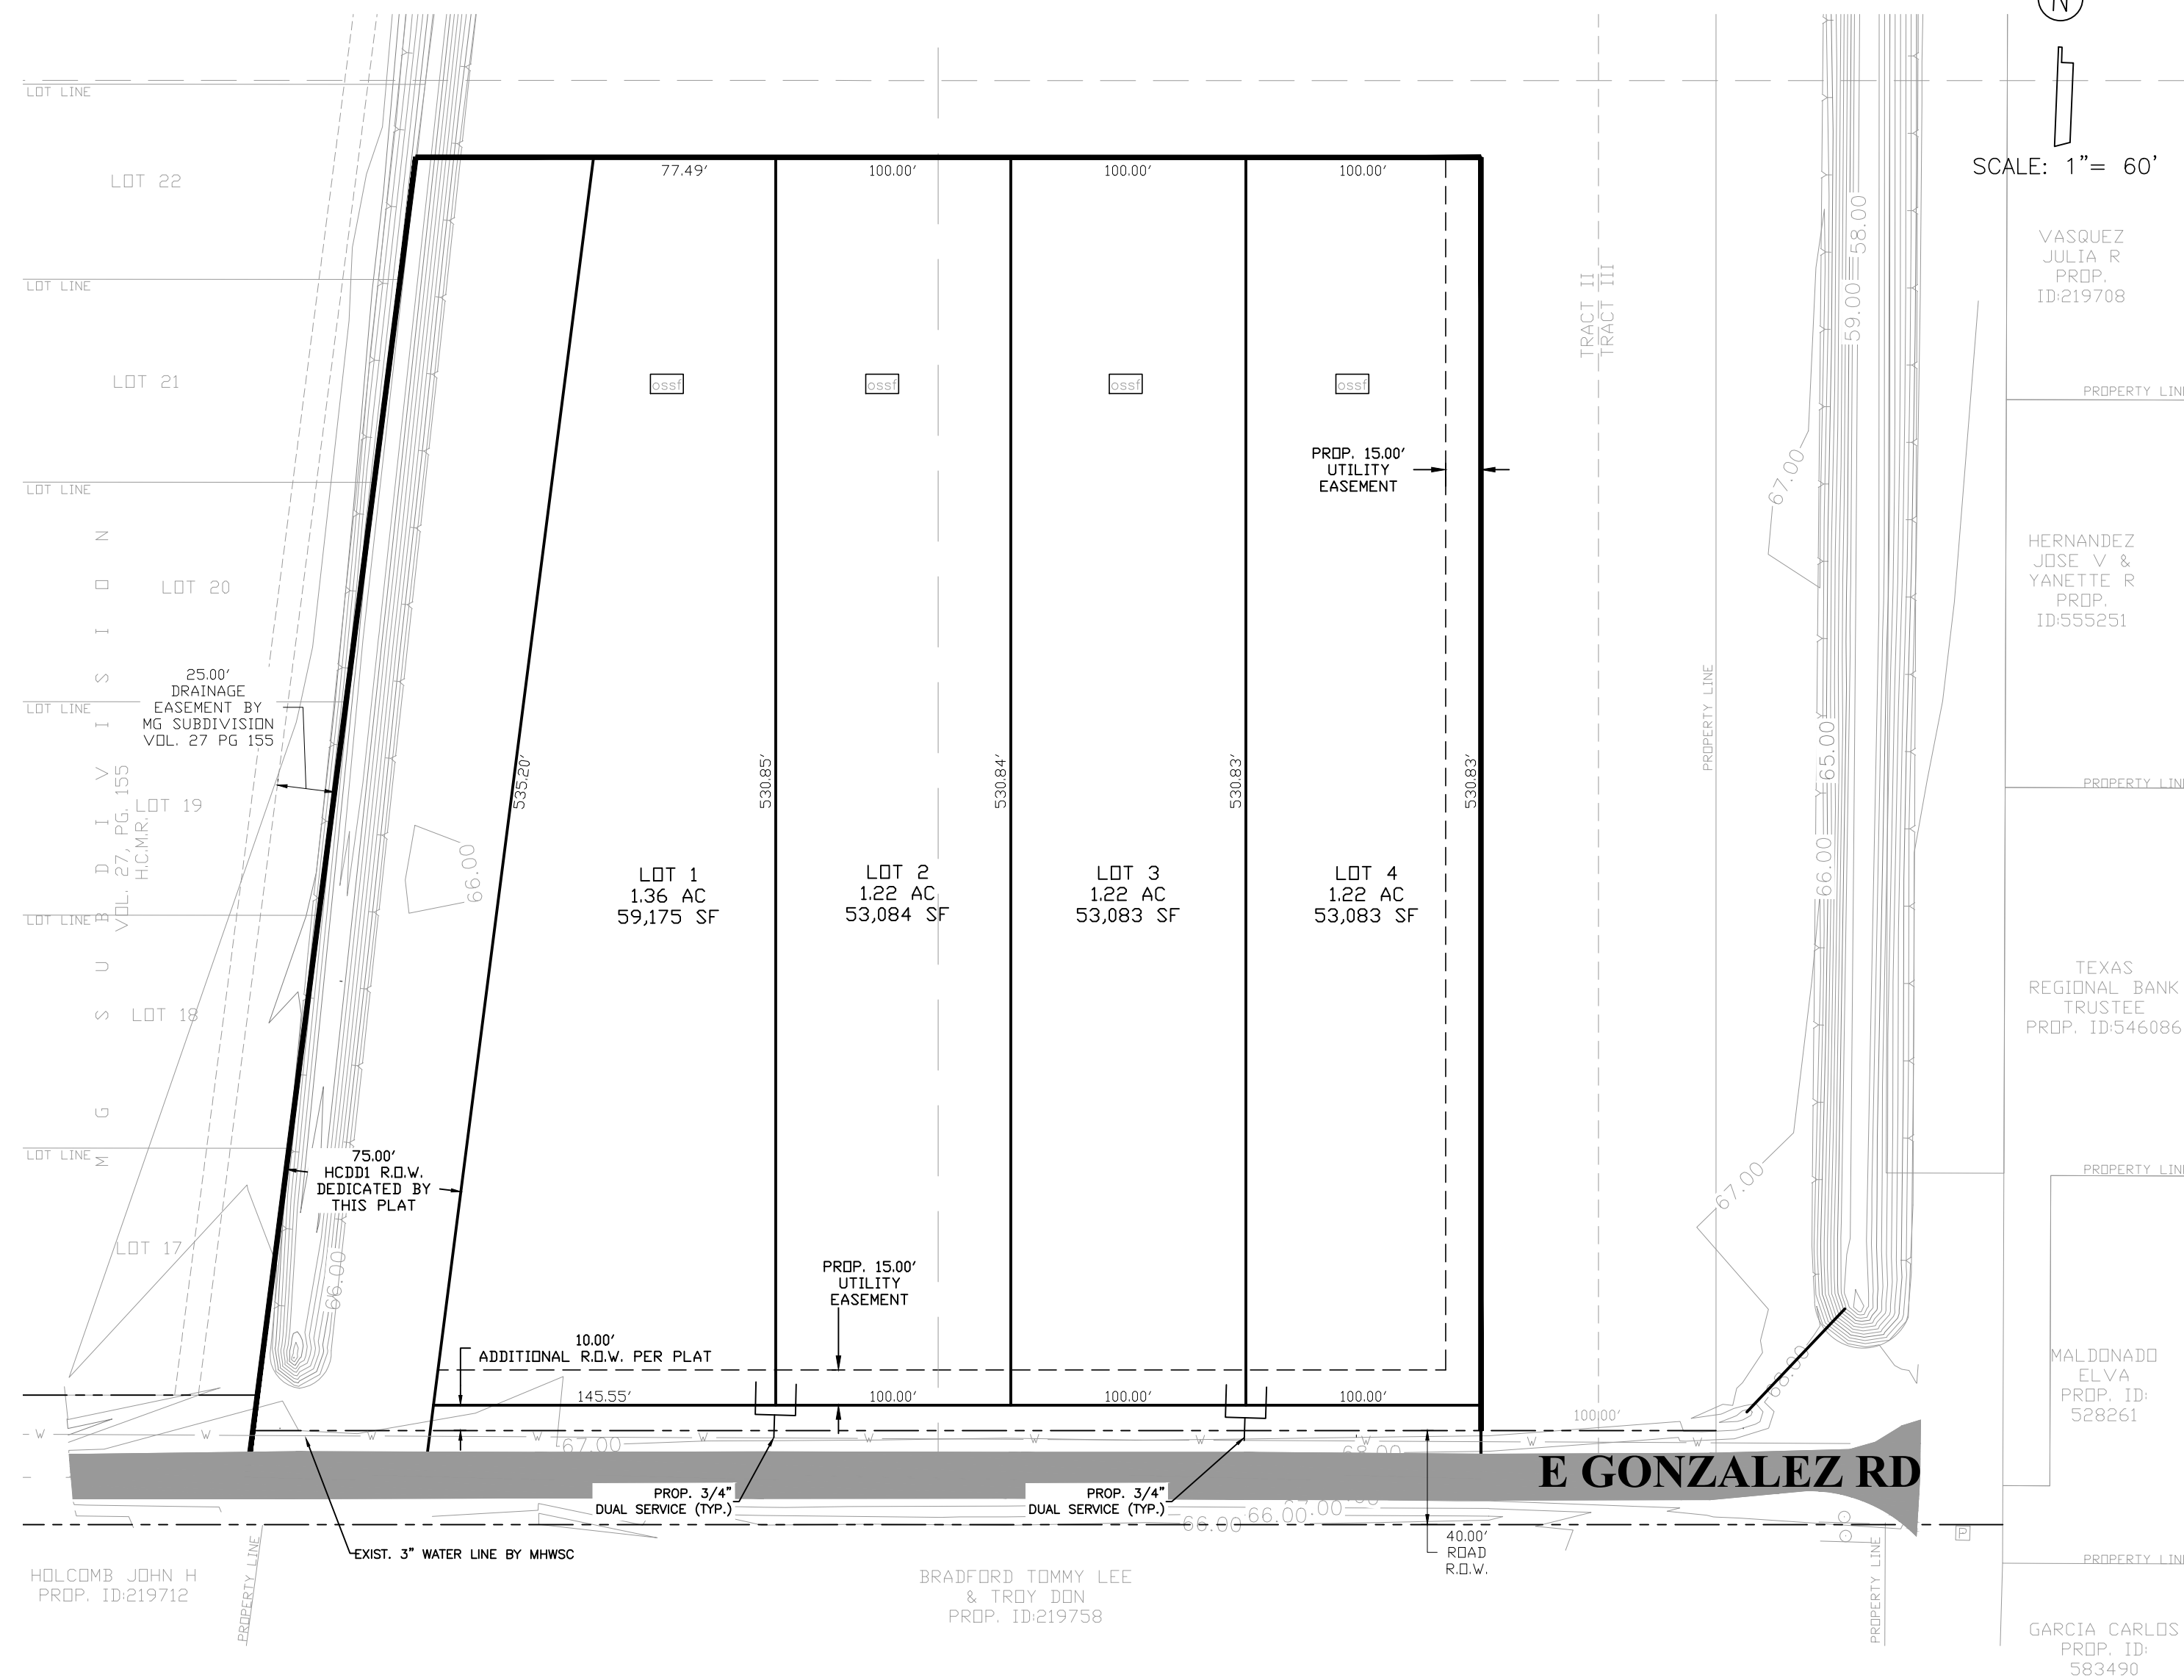 N
SCALE: 1"= 60'
LOT LINE
LOT 22
LOT LINE
LOT 21
LOT LINE
LOT 20
LOT LINE
LOT 19
LOT LINE
LOT 18
LOT LINE
LOT 17
MG SUBDIVISION
VOL. 27, PG. 155
H.C.M.R.
25.00'
DRAINAGE
EASEMENT BY
MG SUBDIVISION
VOL. 27 PG 155
75.00'
HCDD1 R.O.W.
DEDICATED BY
THIS PLAT
66.00
66.00
77.49'
100.00'
100.00'
100.00'
ossf
ossf
ossf
ossf
PROP. 15.00'
UTILITY
EASEMENT
535.20'
530.85'
530.84'
530.83'
530.83'
LOT 1
1.36 AC
59,175 SF
LOT 2
1.22 AC
53,084 SF
LOT 3
1.22 AC
53,083 SF
LOT 4
1.22 AC
53,083 SF
PROP. 15.00'
UTILITY
EASEMENT
10.00'
ADDITIONAL R.O.W. PER PLAT
145.55'
100.00'
100.00'
100.00'
100.00'
TRACT II
TRACT III
PROPERTY LINE
58.00
59.00
67.00
65.00
66.00
67.00
68.00
VASQUEZ
JULIA R
PROP.
ID:219708
PROPERTY LINE
HERNANDEZ
JOSE V &
YANETTE R
PROP.
ID:555251
PROPERTY LINE
TEXAS
REGIONAL BANK
TRUSTEE
PROP. ID:546086
PROPERTY LINE
MALDONADO
ELVA
PROP. ID:
528261
W W W W W W W W W W W
67.00
68.00
E GONZALEZ RD
PROP. 3/4"
DUAL SERVICE (TYP.)
PROP. 3/4"
DUAL SERVICE (TYP.)
66.00
66.00
40.00'
ROAD
R.O.W.
P
EXIST. 3" WATER LINE BY MHWSC
PROPERTY LINE
PROPERTY LINE
PROPERTY LINE
HOLCOMB JOHN H
PROP. ID:219712
BRADFORD TOMMY LEE
& TROY DON
PROP. ID:219758
GARCIA CARLOS
PROP. ID:
583490